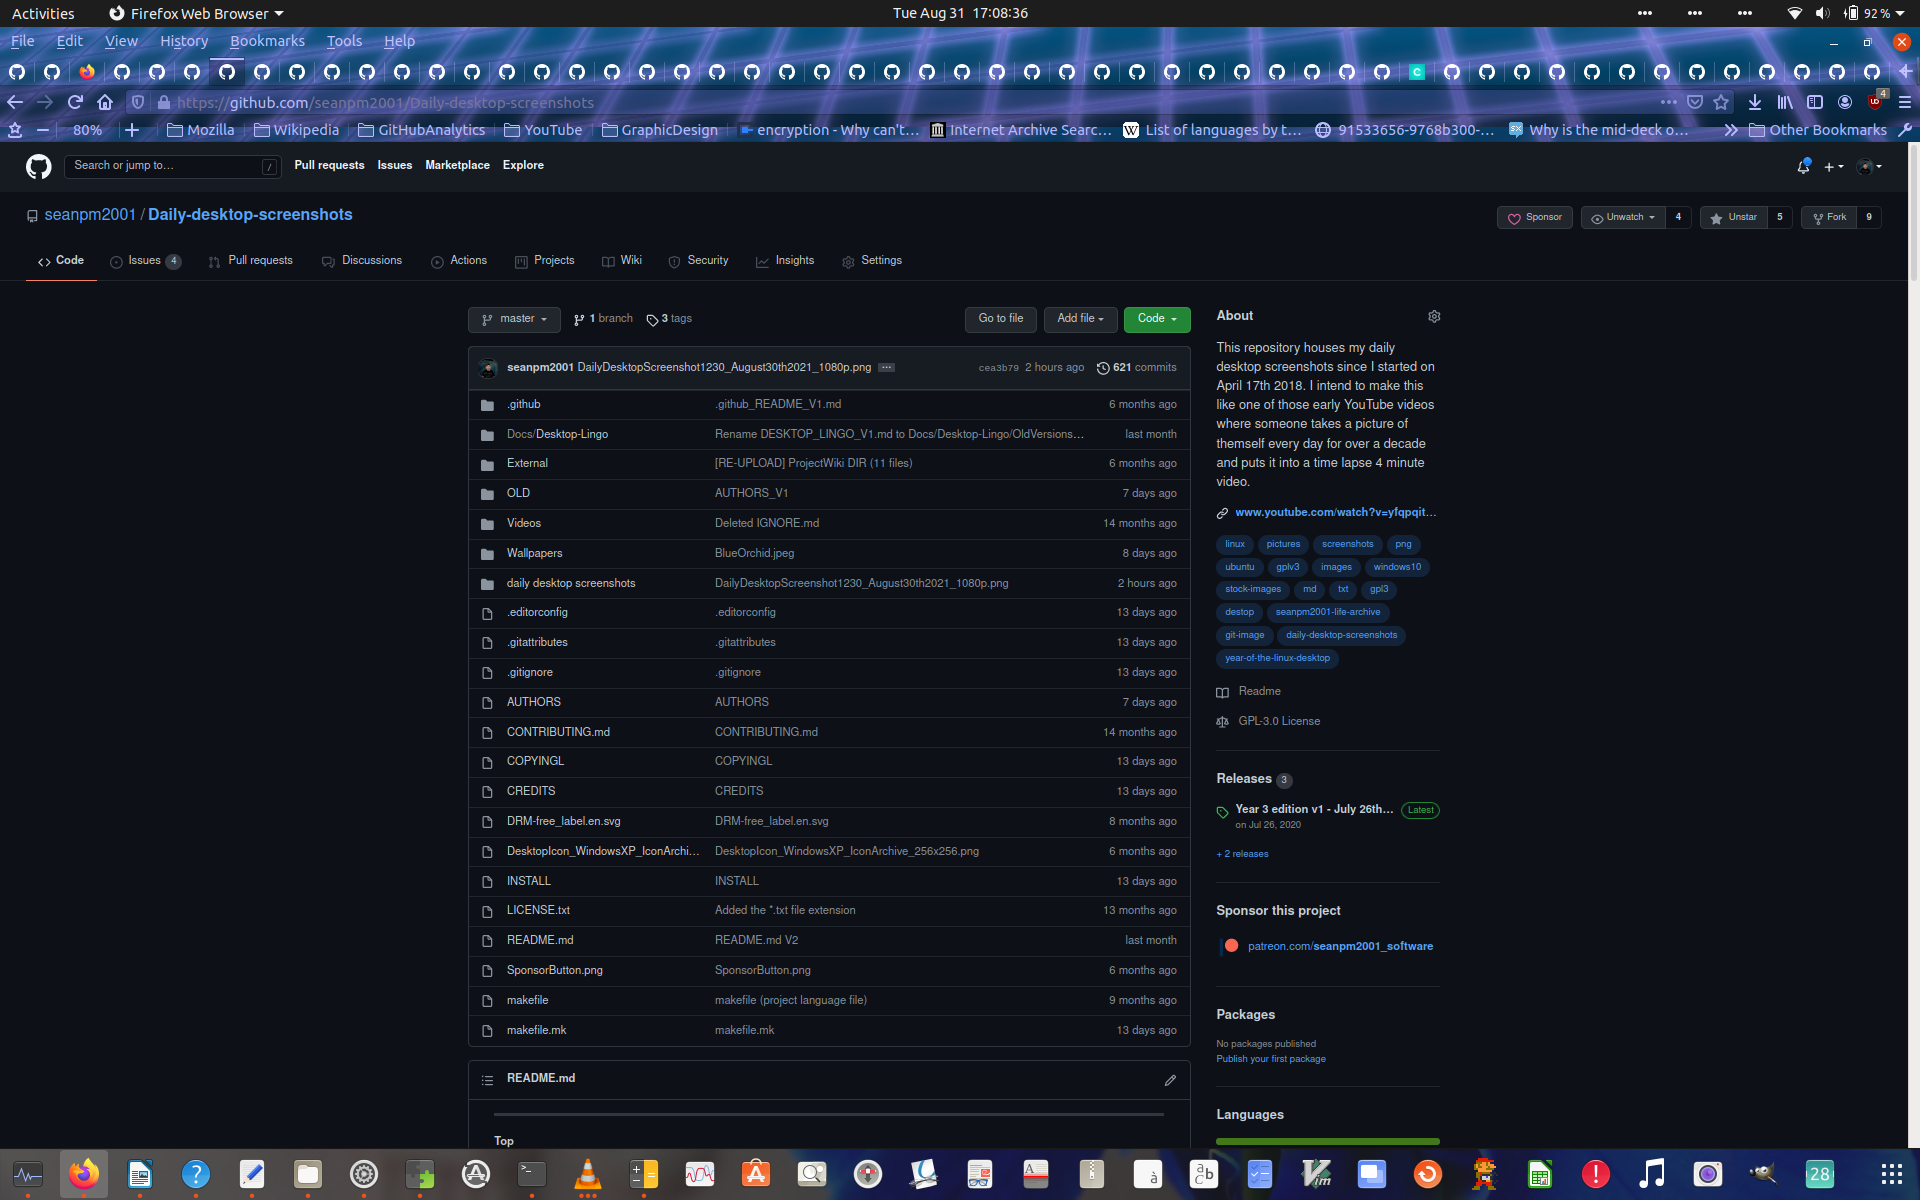 Activities
Firefox Web Browser
Tue Aug 31 17:08:36
92 %
File Edit View History Bookmarks Tools Help
https://github.com/seanpm2001/Daily-desktop-screenshots
4
80%
Mozilla
Wikipedia
GitHubAnalytics
YouTube
GraphicDesign
encryption - Why can't…
Internet Archive Searc…
List of languages by t…
91533656-9768b300-…
Why is the mid-deck o…
Other Bookmarks
Search or jump to…
/
Pull requests
Issues
Marketplace
Explore
seanpm2001 / Daily-desktop-screenshots
Sponsor
Unwatch 4
Unstar 5
Fork 9
Code
Issues 4
Pull requests
Discussions
Actions
Projects
Wiki
Security
Insights
Settings
master
1 branch
3 tags
Go to file
Add file
Code
seanpm2001 DailyDesktopScreenshot1230_August30th2021_1080p.png … cea3b79 2 hours ago 621 commits
.github .github_README_V1.md 6 months ago
Docs/Desktop-Lingo Rename DESKTOP_LINGO_V1.md to Docs/Desktop-Lingo/OldVersions… last month
External [RE-UPLOAD] ProjectWiki DIR (11 files) 6 months ago
OLD AUTHORS_V1 7 days ago
Videos Deleted IGNORE.md 14 months ago
Wallpapers BlueOrchid.jpeg 8 days ago
daily desktop screenshots DailyDesktopScreenshot1230_August30th2021_1080p.png 2 hours ago
.editorconfig .editorconfig 13 days ago
.gitattributes .gitattributes 13 days ago
.gitignore .gitignore 13 days ago
AUTHORS AUTHORS 7 days ago
CONTRIBUTING.md CONTRIBUTING.md 14 months ago
COPYINGL COPYINGL 13 days ago
CREDITS CREDITS 13 days ago
DRM-free_label.en.svg DRM-free_label.en.svg 8 months ago
DesktopIcon_WindowsXP_IconArchi… DesktopIcon_WindowsXP_IconArchive_256x256.png 6 months ago
INSTALL INSTALL 13 days ago
LICENSE.txt Added the *.txt file extension 13 months ago
README.md README.md V2 last month
SponsorButton.png SponsorButton.png 6 months ago
makefile makefile (project language file) 9 months ago
makefile.mk makefile.mk 13 days ago
README.md
Top
About
This repository houses my daily
desktop screenshots since I started on
April 17th 2018. I intend to make this
like one of those early YouTube videos
where someone takes a picture of
themself every day for over a decade
and puts it into a time lapse 4 minute
video.
www.youtube.com/watch?v=yfqpqit…
linux pictures screenshots png
ubuntu gplv3 images windows10
stock-images md txt gpl3
destop seanpm2001-life-archive
git-image daily-desktop-screenshots
year-of-the-linux-desktop
Readme
GPL-3.0 License
Releases 3
Year 3 edition v1 - July 26th… Latest
on Jul 26, 2020
+ 2 releases
Sponsor this project
patreon.com/seanpm2001_software
Packages
No packages published
Publish your first package
Languages
28